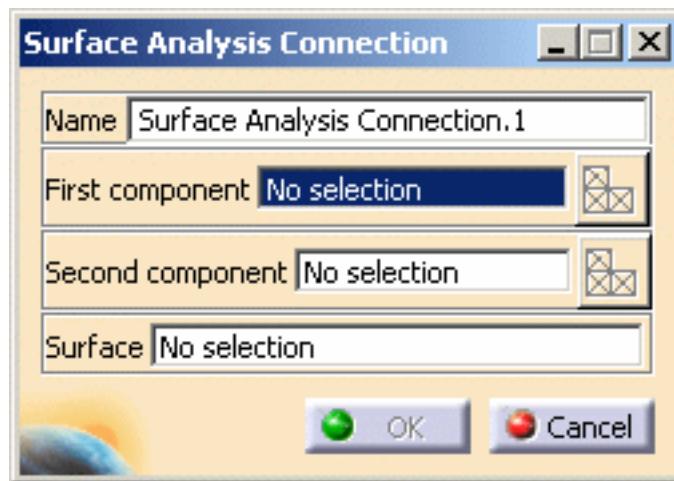 Surface Analysis Connection
Name Surface Analysis Connection.1
First component No selection
Second component No selection
Surface No selection
OK Cancel